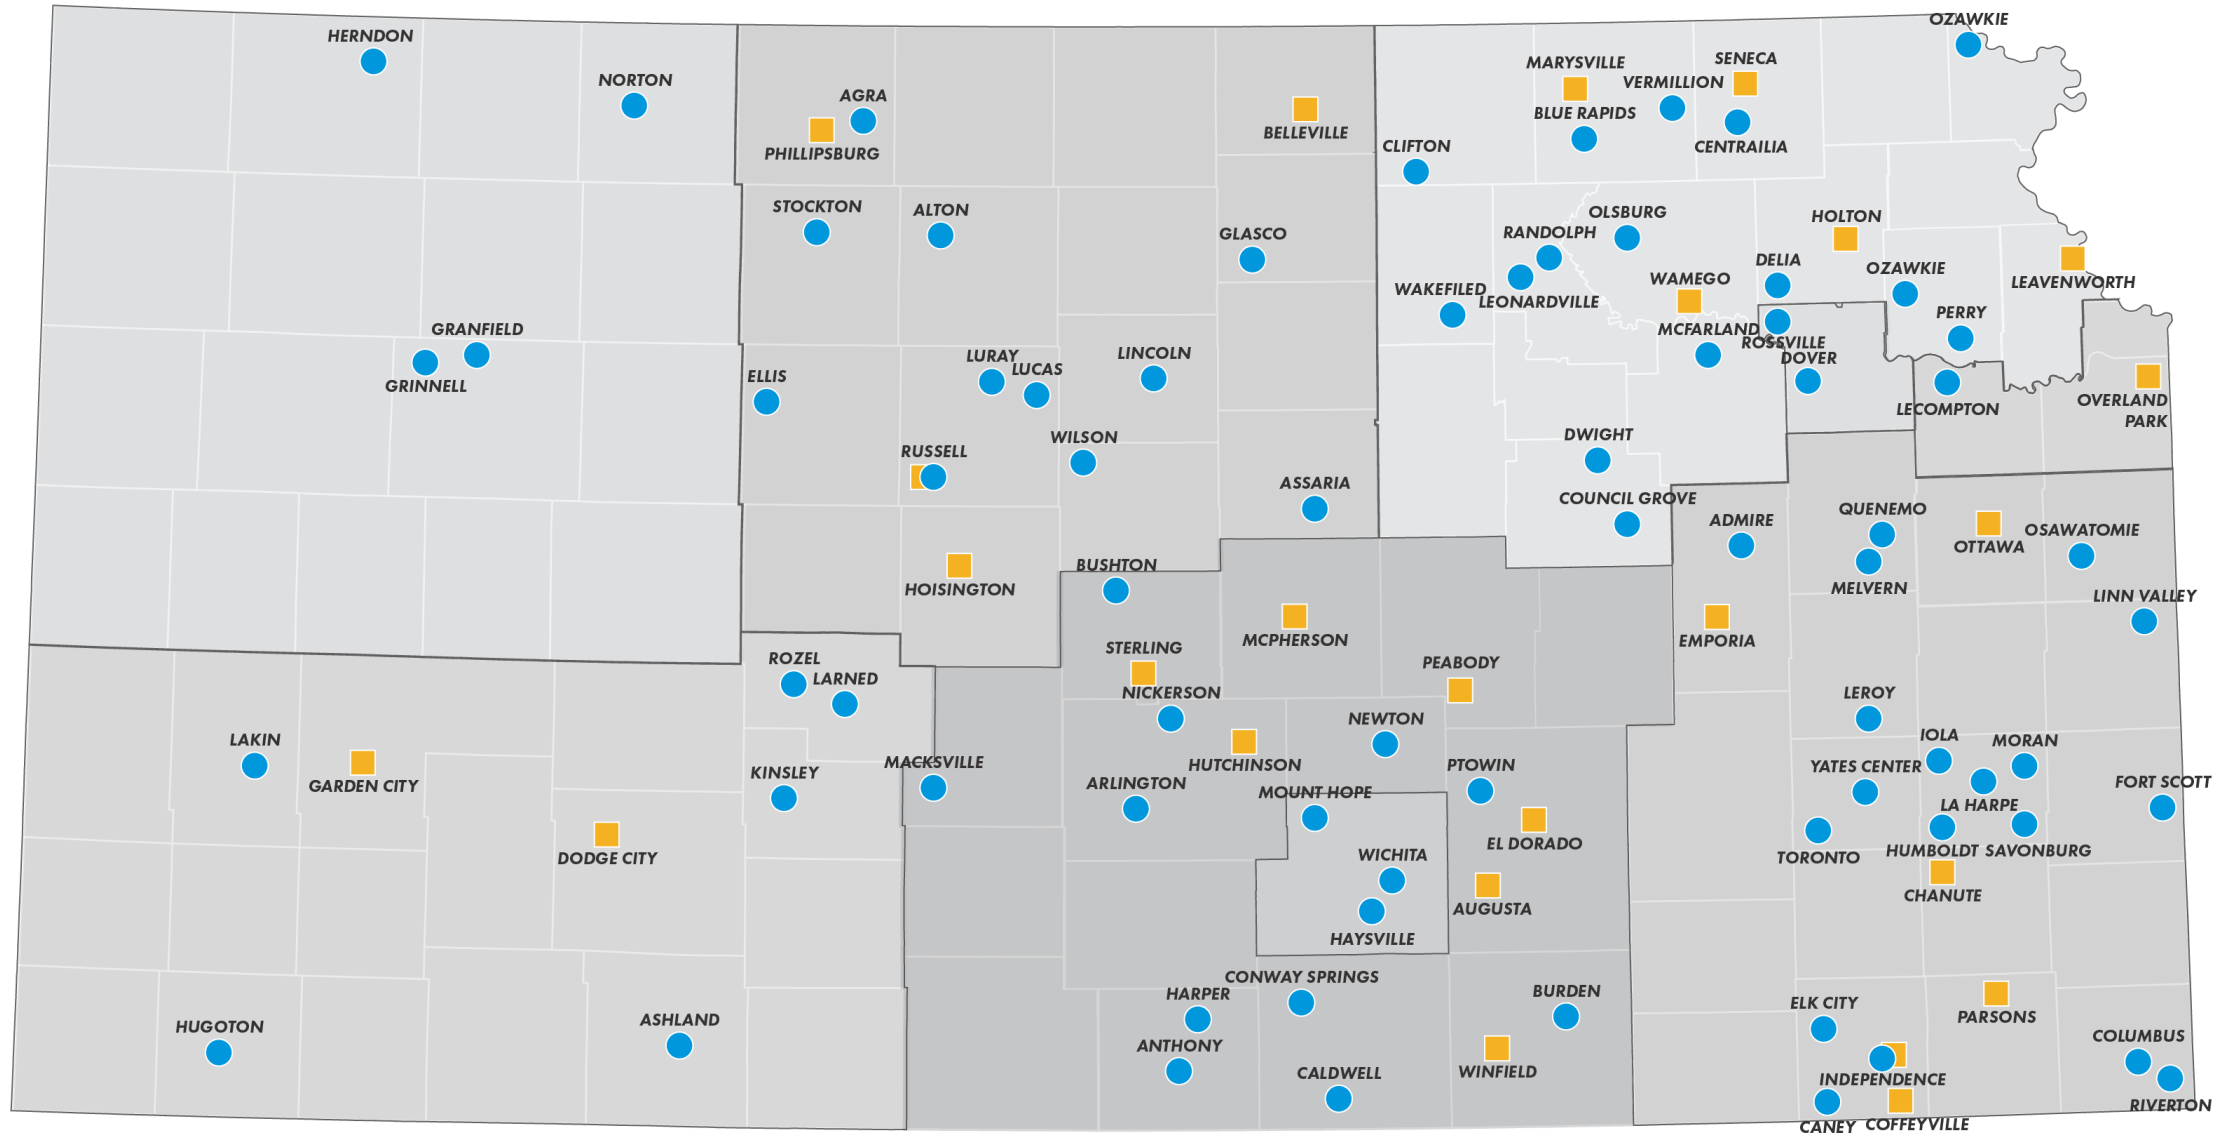 OZAWKIE
HERNDON
NORTON
MARYSVILLE
SENECA
VERMILLION
AGRA
PHILLIPSBURG
BELLEVILLE
BLUE RAPIDS
CENTRAILIA
CLIFTON
STOCKTON
ALTON
GLASCO
OLSBURG
RANDOLPH
HOLTON
DELIA
OZAWKIE
WAMEGO
LEAVENWORTH
WAKEFILED
LEONARDVILLE
PERRY
MCFARLAND
ROSSVILLE
DOVER
GRANFIELD
GRINNELL
ELLIS
LURAY
LUCAS
LINCOLN
LECOMPTON
OVERLAND
PARK
RUSSELL
WILSON
DWIGHT
ASSARIA
COUNCIL GROVE
ADMIRE
QUENEMO
OTTAWA
OSAWATOMIE
HOISINGTON
BUSHTON
MELVERN
LINN VALLEY
MCPHERSON
EMPORIA
STERLING
ROZEL
LARNED
NICKERSON
PEABODY
LEROY
LAKIN
GARDEN CITY
NEWTON
IOLA
MORAN
KINSLEY
MACKSVILLE
HUTCHINSON
PTOWIN
YATES CENTER
FORT SCOTT
ARLINGTON
MOUNT HOPE
LA HARPE
DODGE CITY
WICHITA
EL DORADO
TORONTO
HUMBOLDT
SAVONBURG
CHANUTE
AUGUSTA
HAYSVILLE
CONWAY SPRINGS
HARPER
BURDEN
ELK CITY
PARSONS
HUGOTON
ASHLAND
ANTHONY
COLUMBUS
CALDWELL
WINFIELD
INDEPENDENCE
RIVERTON
CANEY
COFFEYVILLE